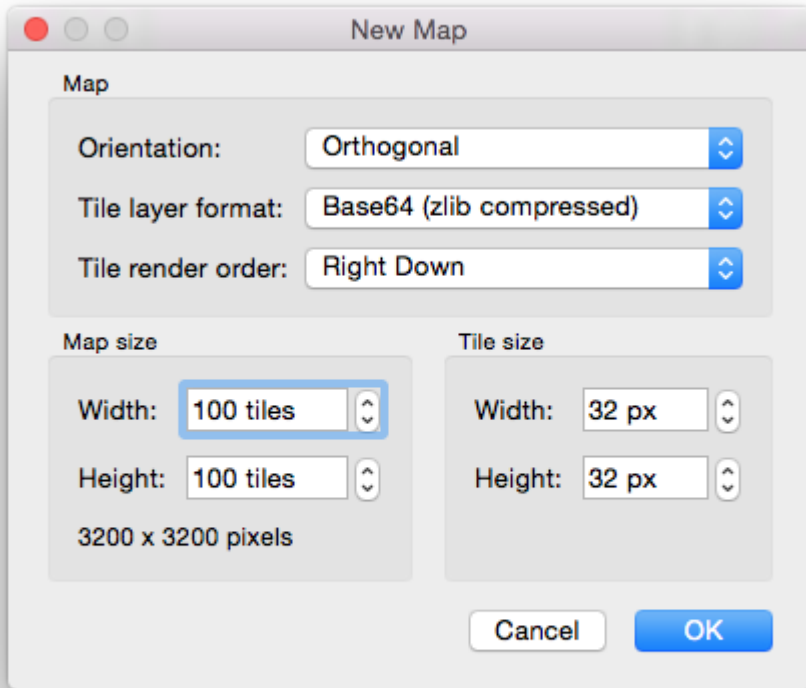 New Map
Map
Orientation: Orthogonal
Tile layer format: Base64 (zlib compressed)
Tile render order: Right Down
Map size
Width: 100 tiles
Height: 100 tiles
3200 x 3200 pixels
Tile size
Width: 32 px
Height: 32 px
Cancel OK